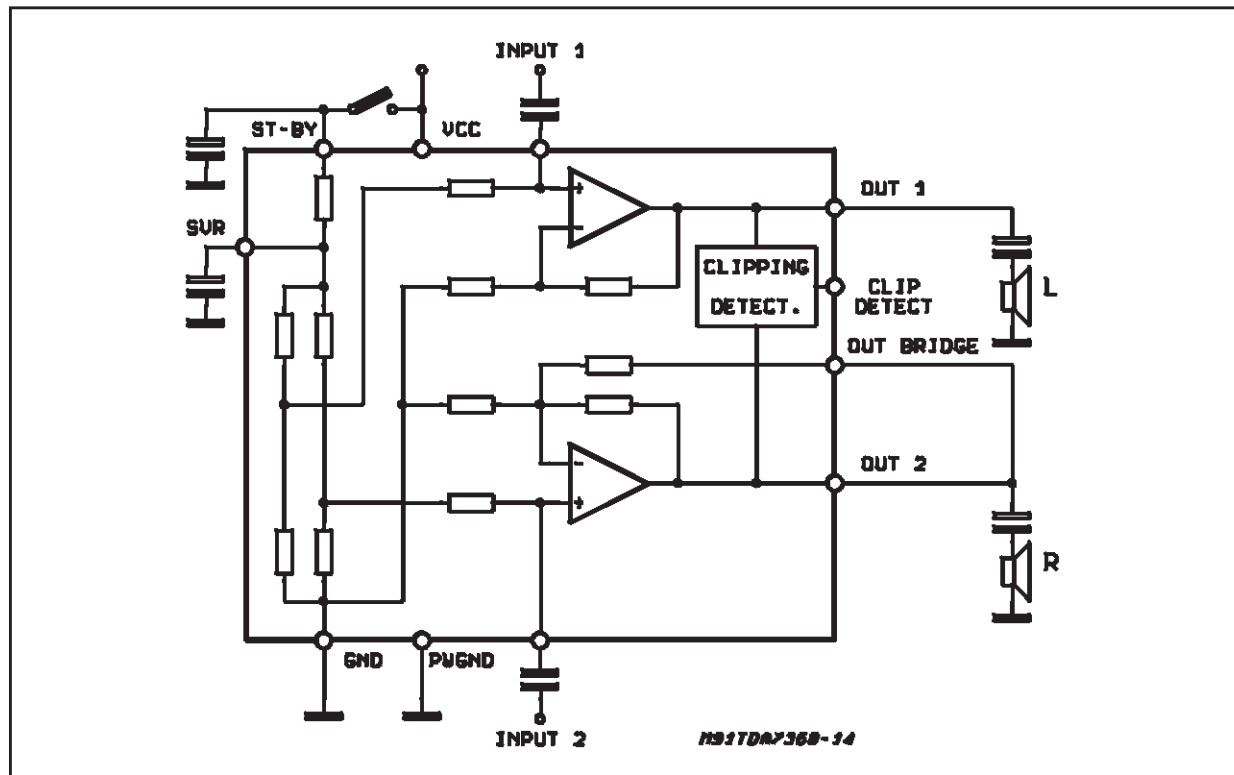 INPUT 1
ST-BY
VCC
OUT 1
SVR
+
-
CLIPPING
DETECT.
CLIP
DETECT
L
OUT BRIDGE
OUT 2
-
+
R
GND
PWGND
INPUT 2
M91TDA7360-14